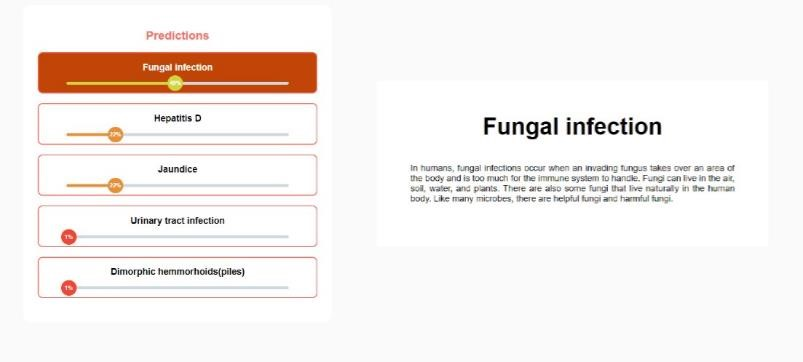 Predictions
Fungal infection
Hepatitis D
22%
Jaundice
22%
Urinary tract infection
1%
Dimorphic hemmorhoids(piles)
1%
Fungal infection
In humans, fungal infections occur when an invading fungus takes over an area of
the body and is too much for the immune system to handle. Fungi can live in the air,
soil, water, and plants. There are also some fungi that live naturally in the human
body. Like many microbes, there are helpful fungi and harmful fungi.